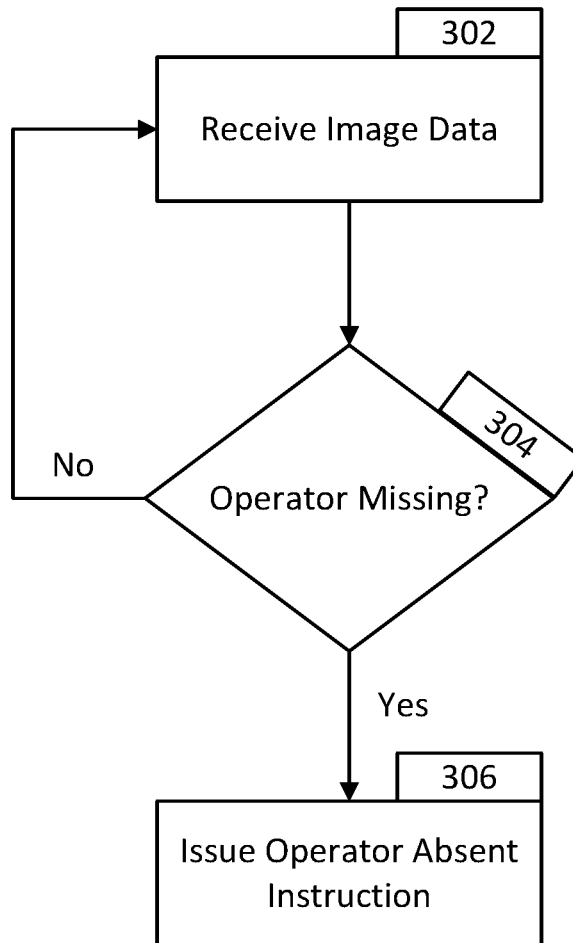 302
Receive Image Data
304
No
Operator Missing?
Yes
306
Issue Operator Absent
Instruction